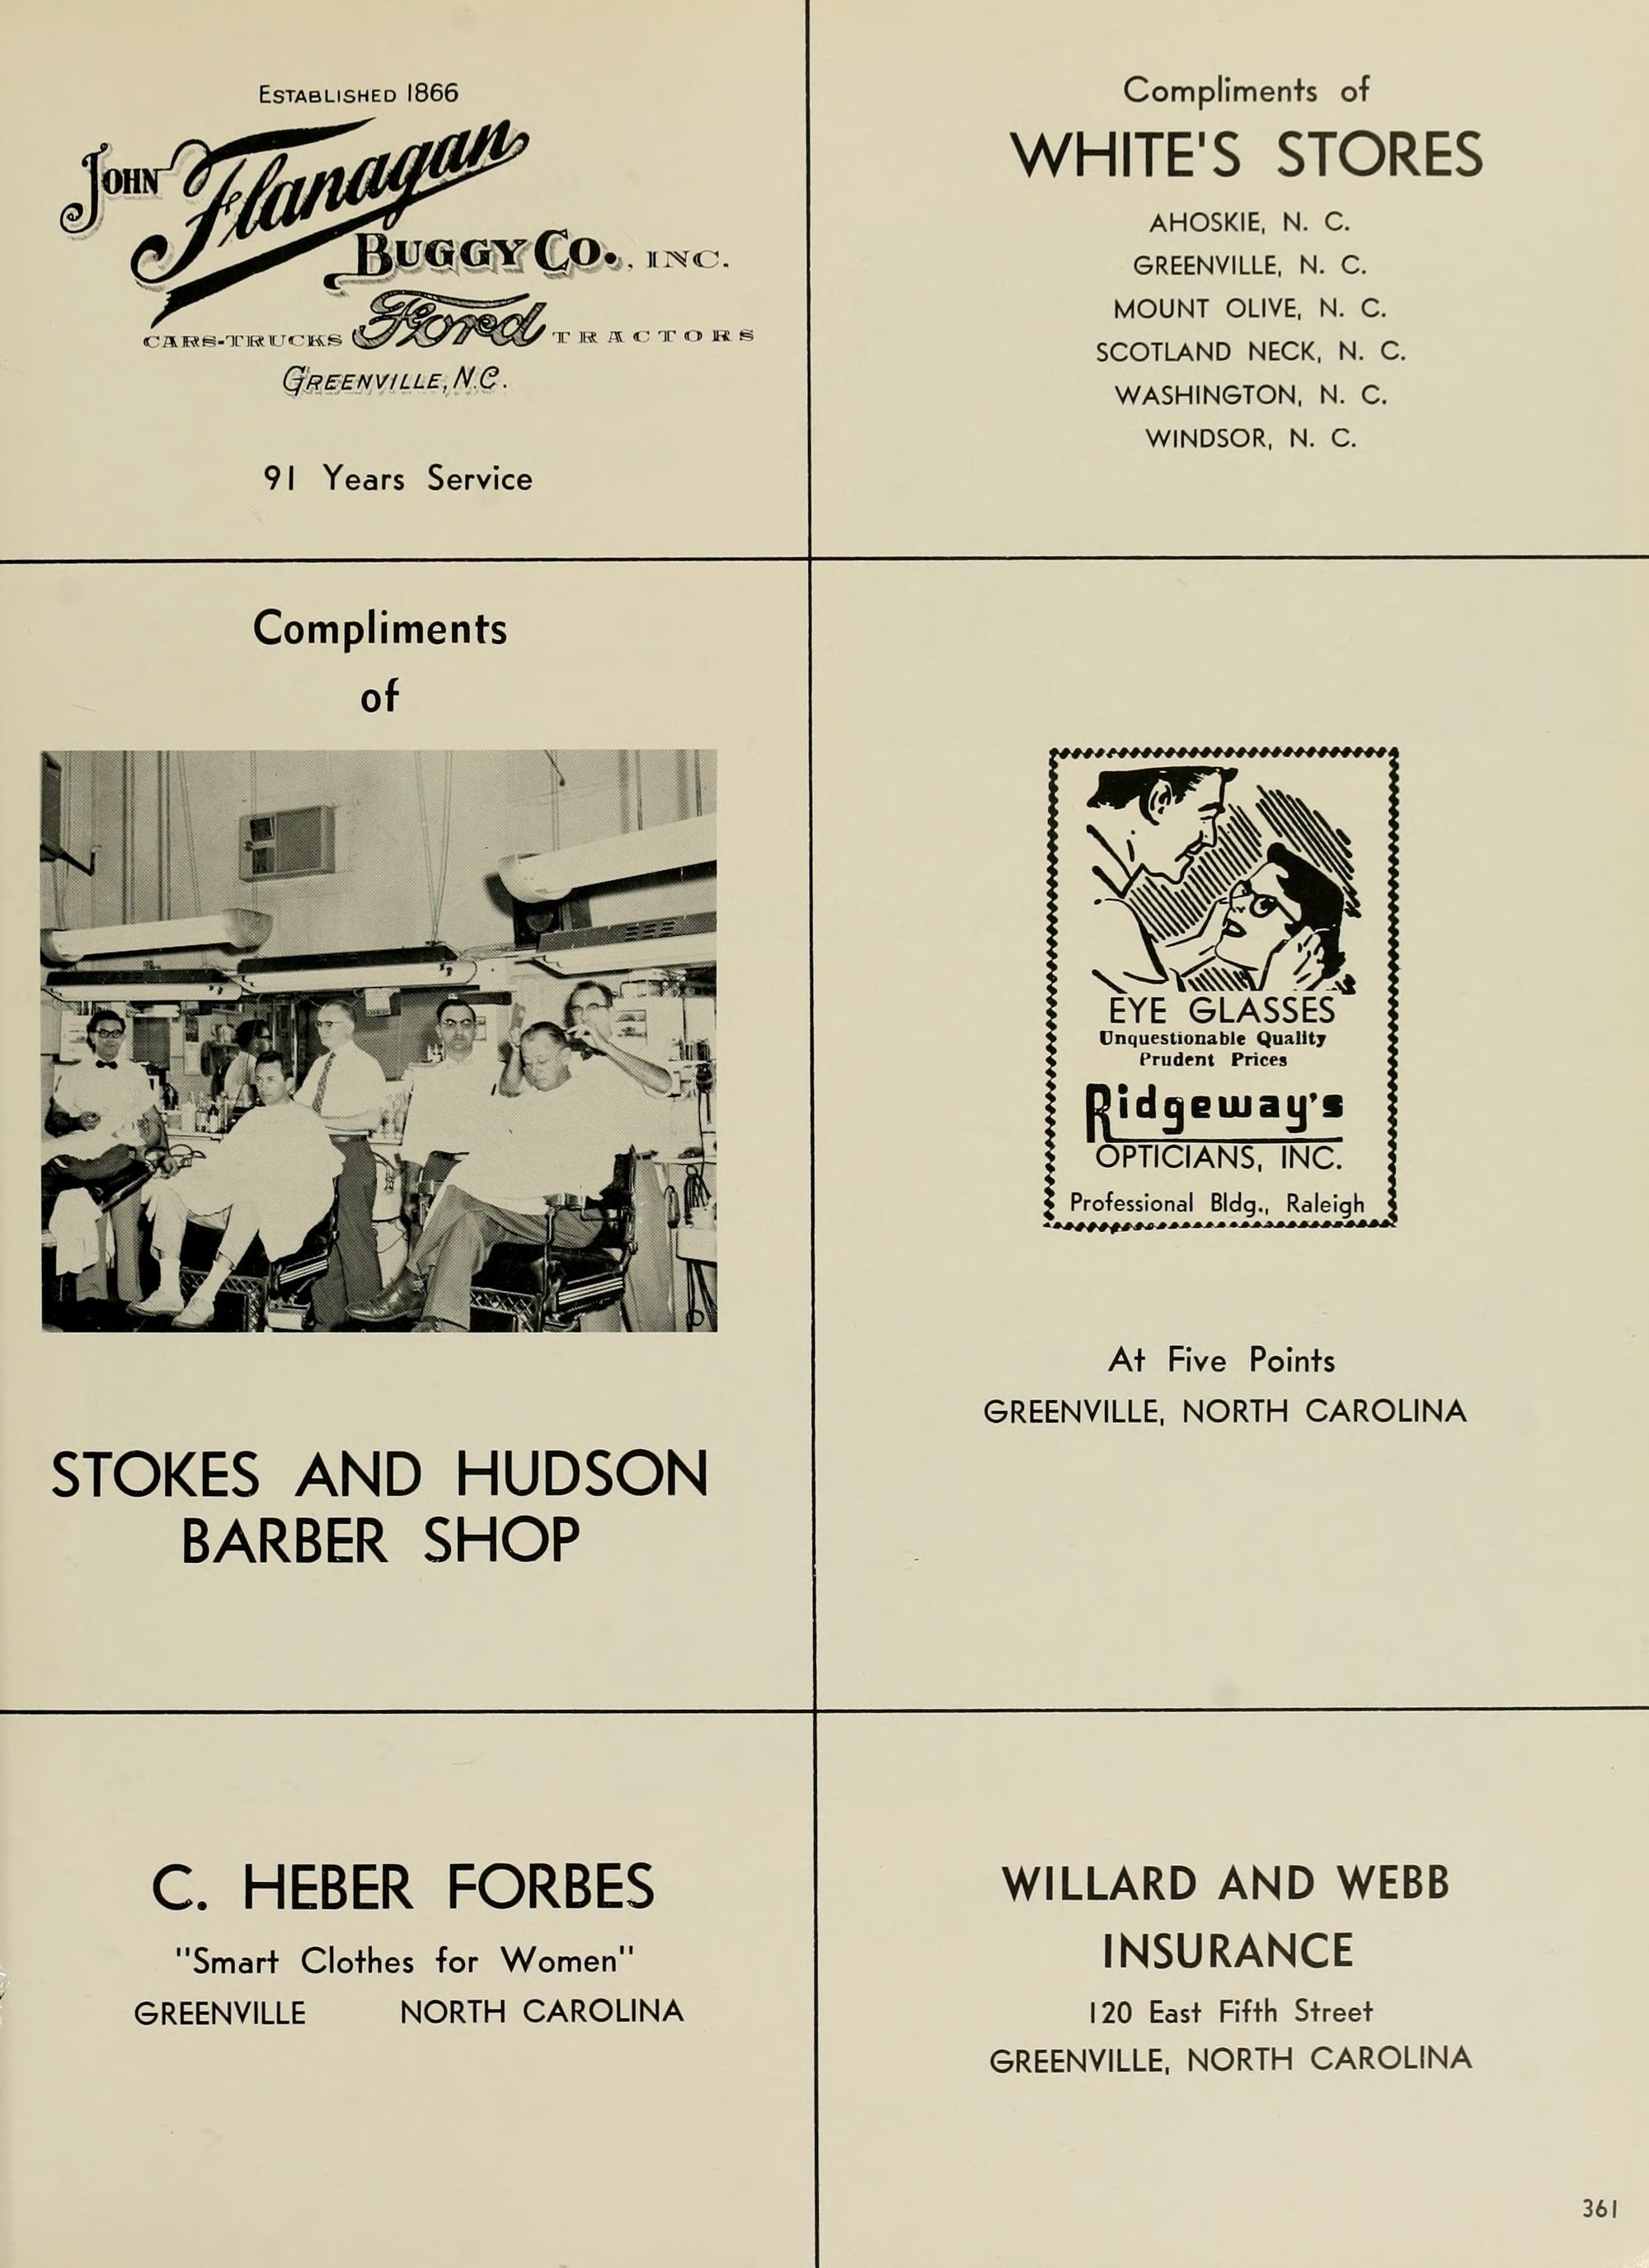 ESTABLISHED 1866
JOHN Flanagan
BUGGY CO., INC.
CARS-TRUCKS Ford TRACTORS
GREENVILLE, N.C.
91 Years Service
Compliments of
WHITE'S STORES
AHOSKIE, N. C.
GREENVILLE, N. C.
MOUNT OLIVE, N. C.
SCOTLAND NECK, N. C.
WASHINGTON, N. C.
WINDSOR, N. C.
Compliments
of
STOKES AND HUDSON
BARBER SHOP
EYE GLASSES
Unquestionable Quality
Prudent Prices
Ridgeway's
OPTICIANS, INC.
Professional Bldg., Raleigh
At Five Points
GREENVILLE, NORTH CAROLINA
C. HEBER FORBES
"Smart Clothes for Women"
GREENVILLE NORTH CAROLINA
WILLARD AND WEBB
INSURANCE
120 East Fifth Street
GREENVILLE, NORTH CAROLINA
361